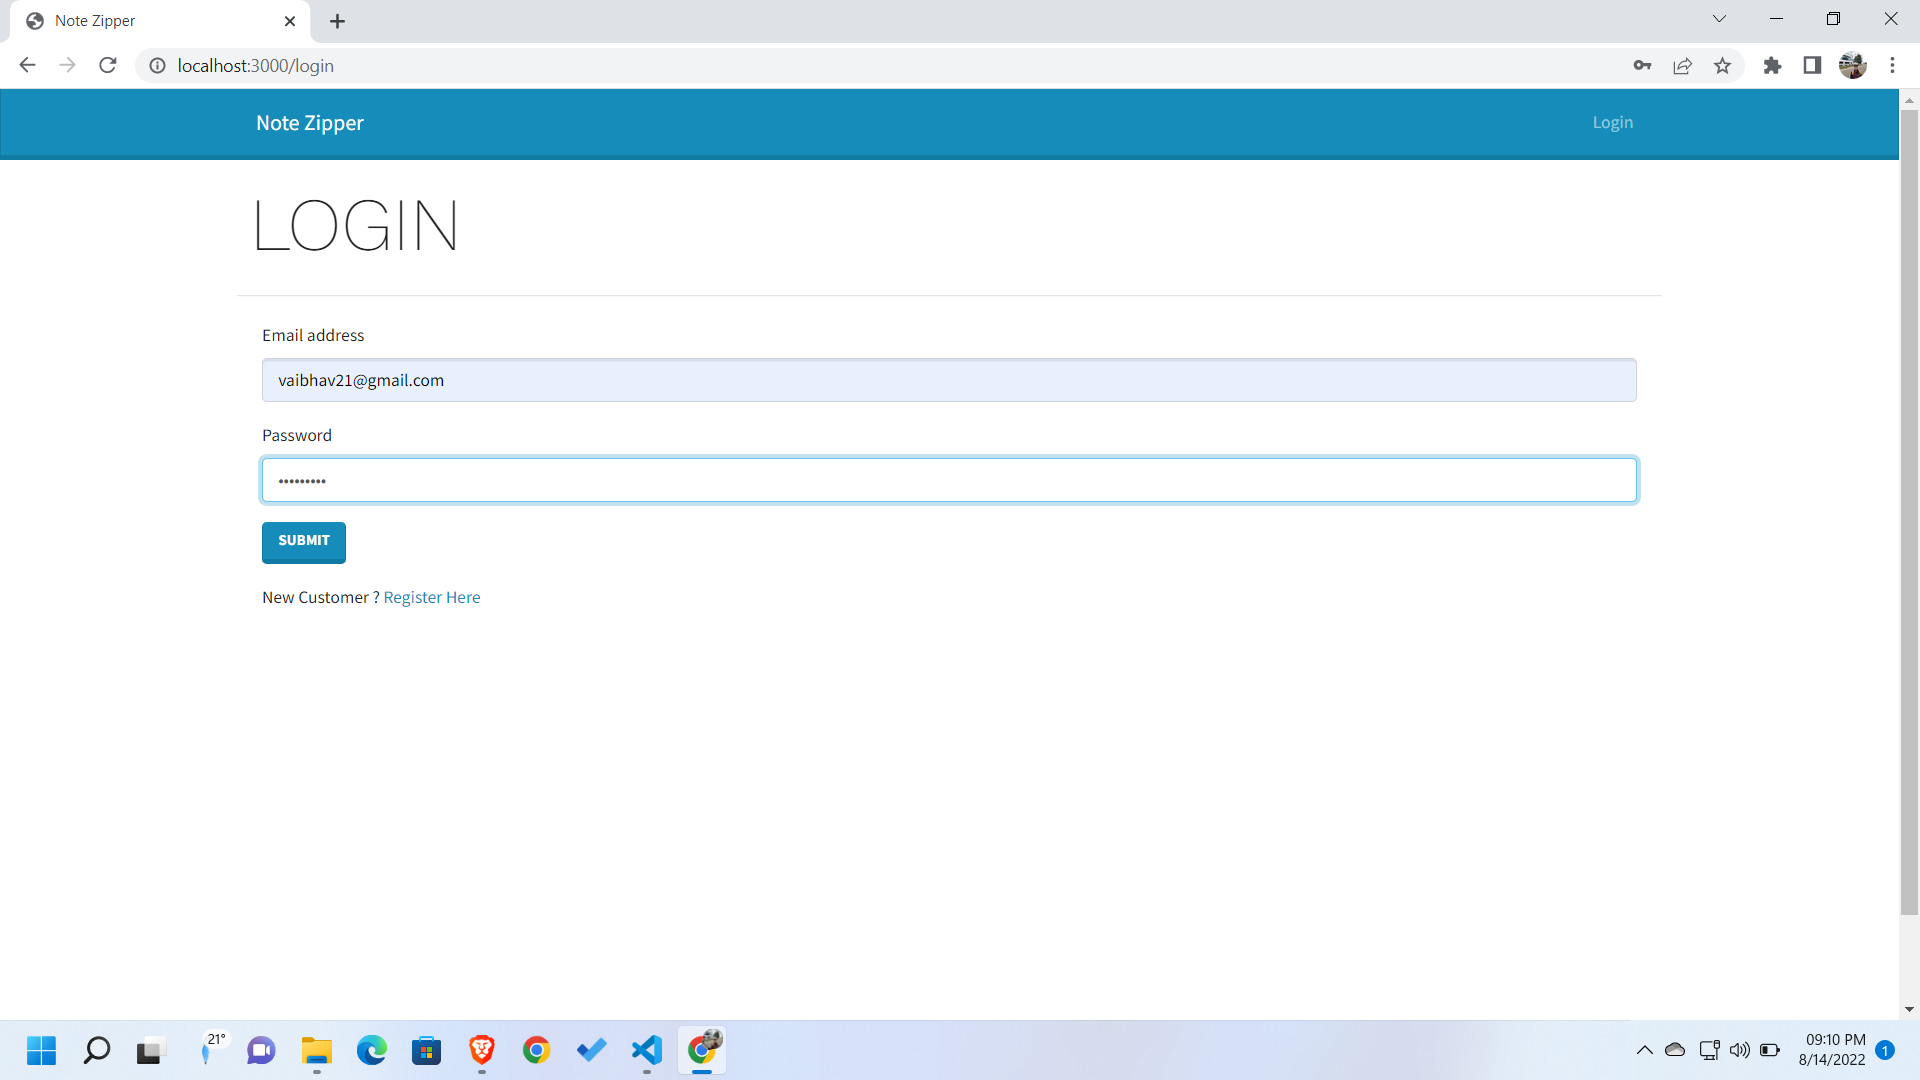 Note Zipper
localhost:3000/login
Note Zipper
Login
LOGIN
Email address
vaibhav21@gmail.com
Password
•••••••••
SUBMIT
New Customer ? Register Here
21°
09:10 PM
8/14/2022
1